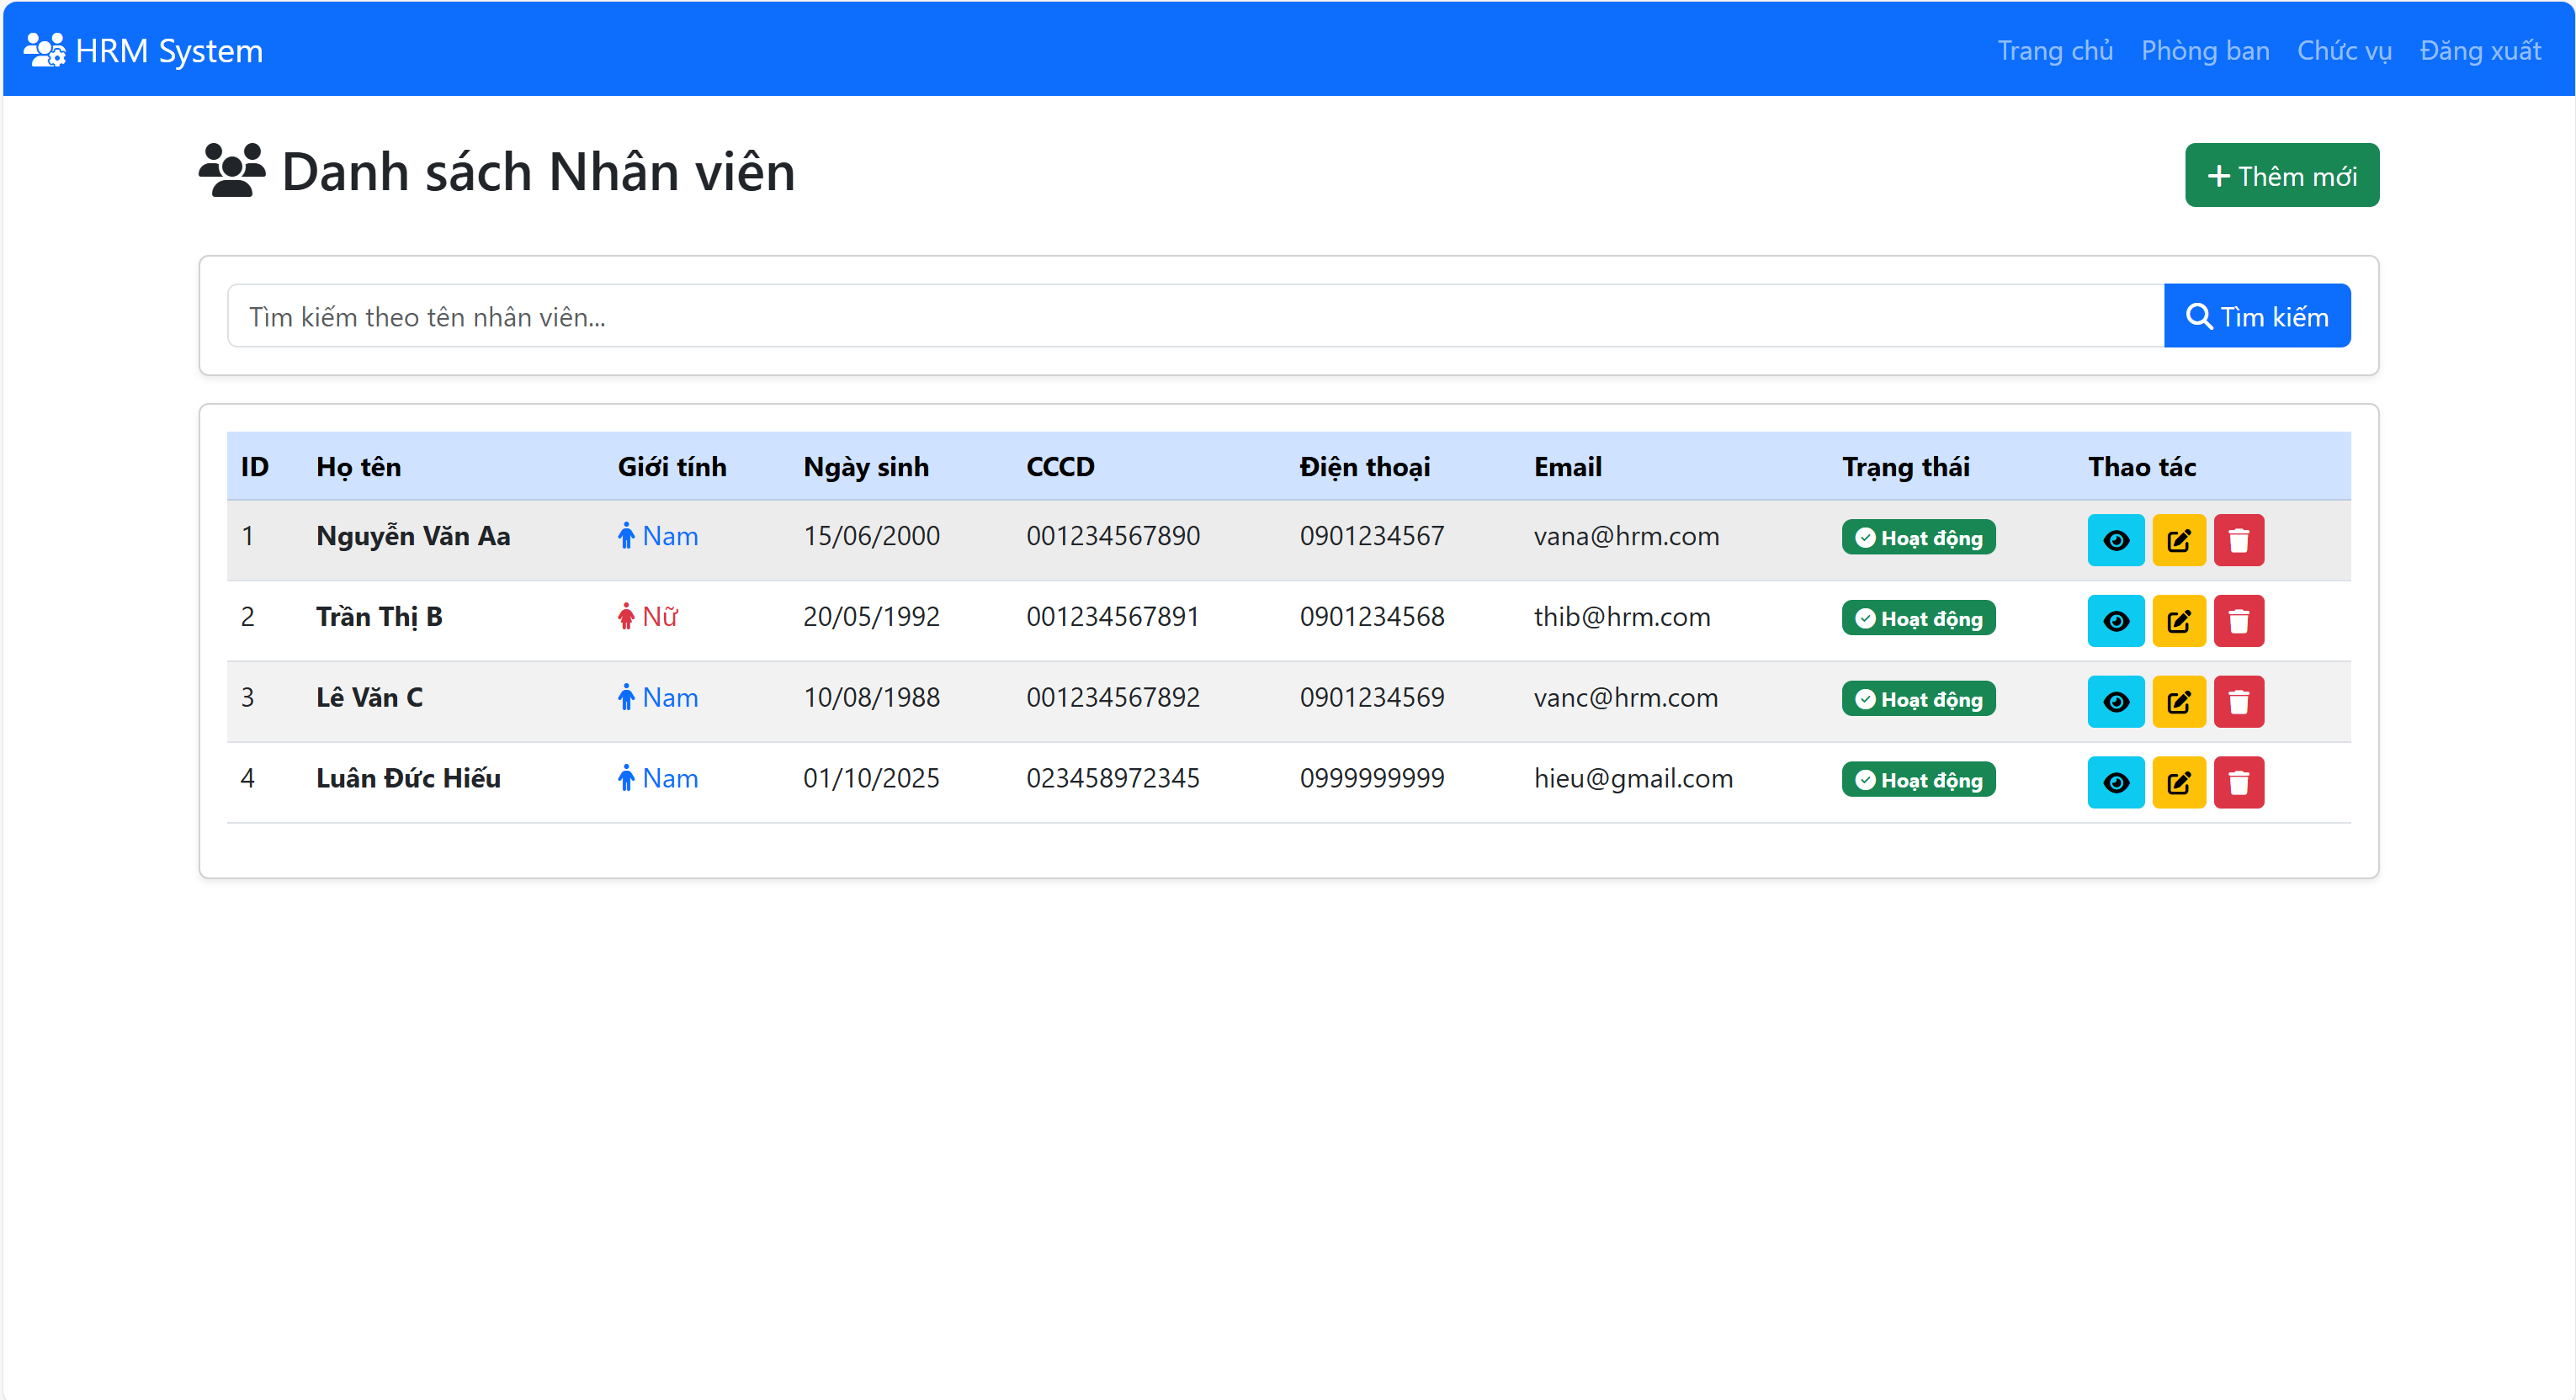 HRM System Trang chủ Phòng ban Chức vụ Đăng xuất
Danh sách Nhân viên Thêm mới
Tìm kiếm theo tên nhân viên... Tìm kiếm
ID Họ tên Giới tính Ngày sinh CCCD Điện thoại Email Trạng thái Thao tác
1 Nguyễn Văn Aa Nam 15/06/2000 001234567890 0901234567 vana@hrm.com Hoạt động
2 Trần Thị B Nữ 20/05/1992 001234567891 0901234568 thib@hrm.com Hoạt động
3 Lê Văn C Nam 10/08/1988 001234567892 0901234569 vanc@hrm.com Hoạt động
4 Luân Đức Hiếu Nam 01/10/2025 023458972345 0999999999 hieu@gmail.com Hoạt động